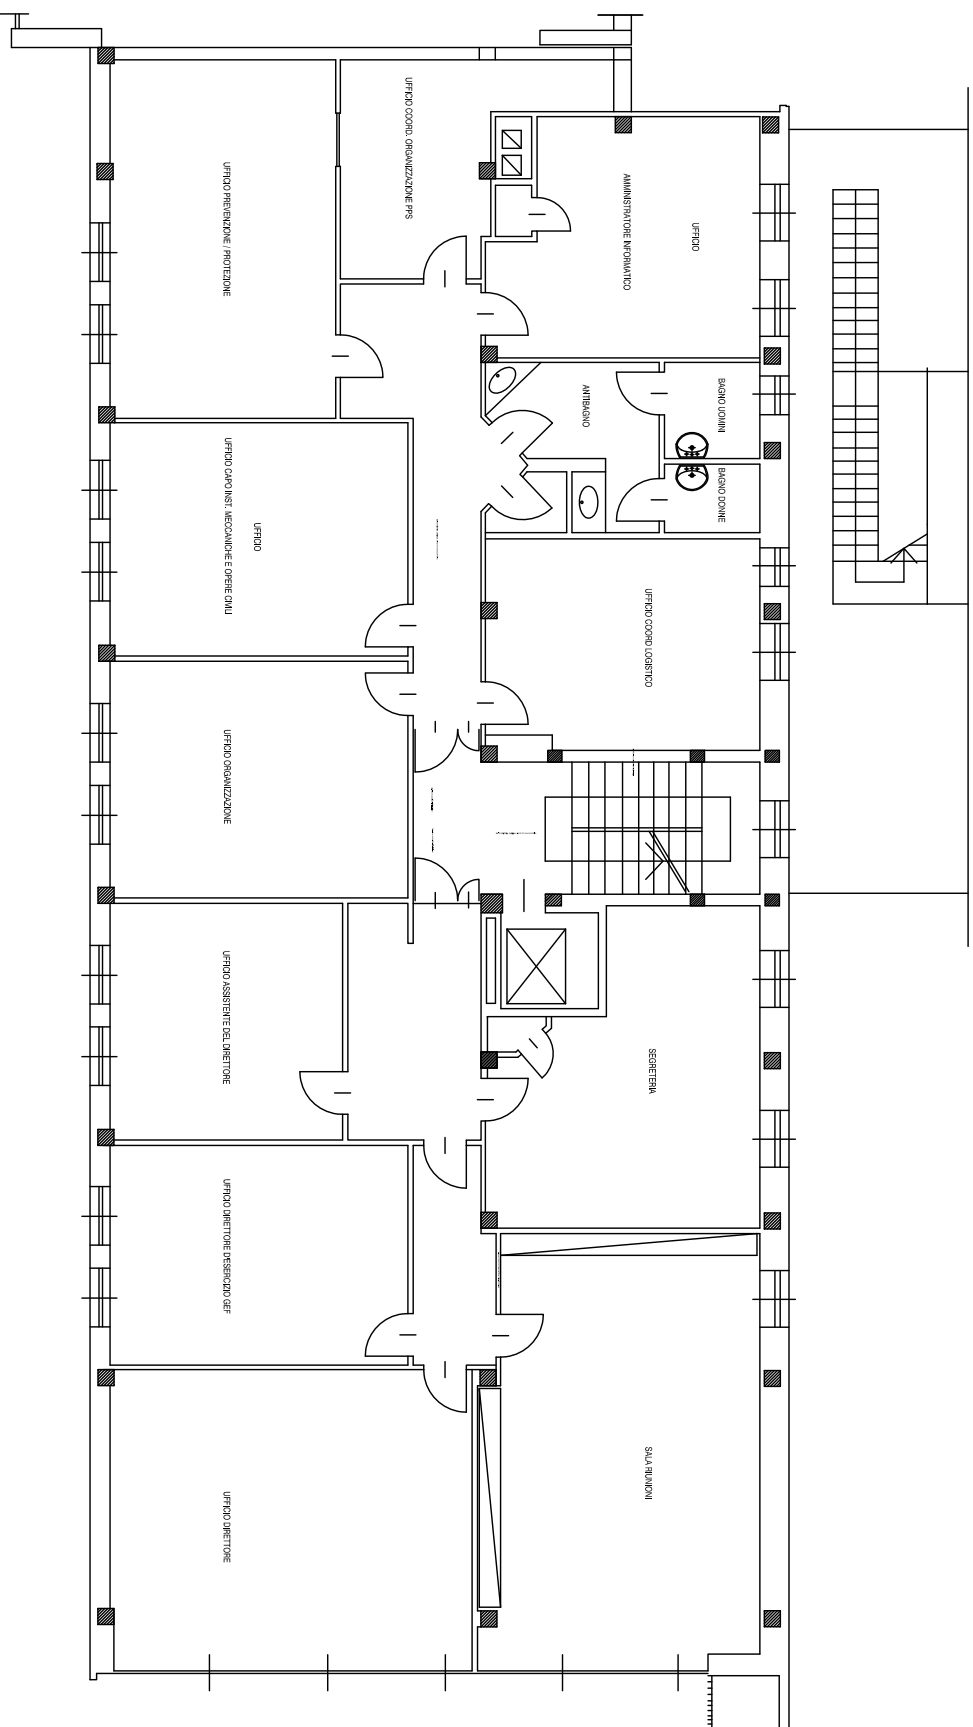 UFFICIO COORD. ORGANIZZAZIONE PPS
UFFICIO PREVENZIONE / PROTEZIONE
UFFICIO
AMMINISTRATORE INFORMATICO
BAGNO UOMINI
ANTIBAGNO
BAGNO DONNE
UFFICIO
UFFICIO CAPO INST. MECCANICHE E OPERE CIVILI
UFFICIO COORD LOGISTICO
UFFICIO ORGANIZZAZIONE
UFFICIO ASSISTENTE DEL DIRETTORE
SEGRETERIA
UFFICIO DIRETTORE D'ESERCIZIO GEF
SALA RIUNIONI
UFFICIO DIRETTORE